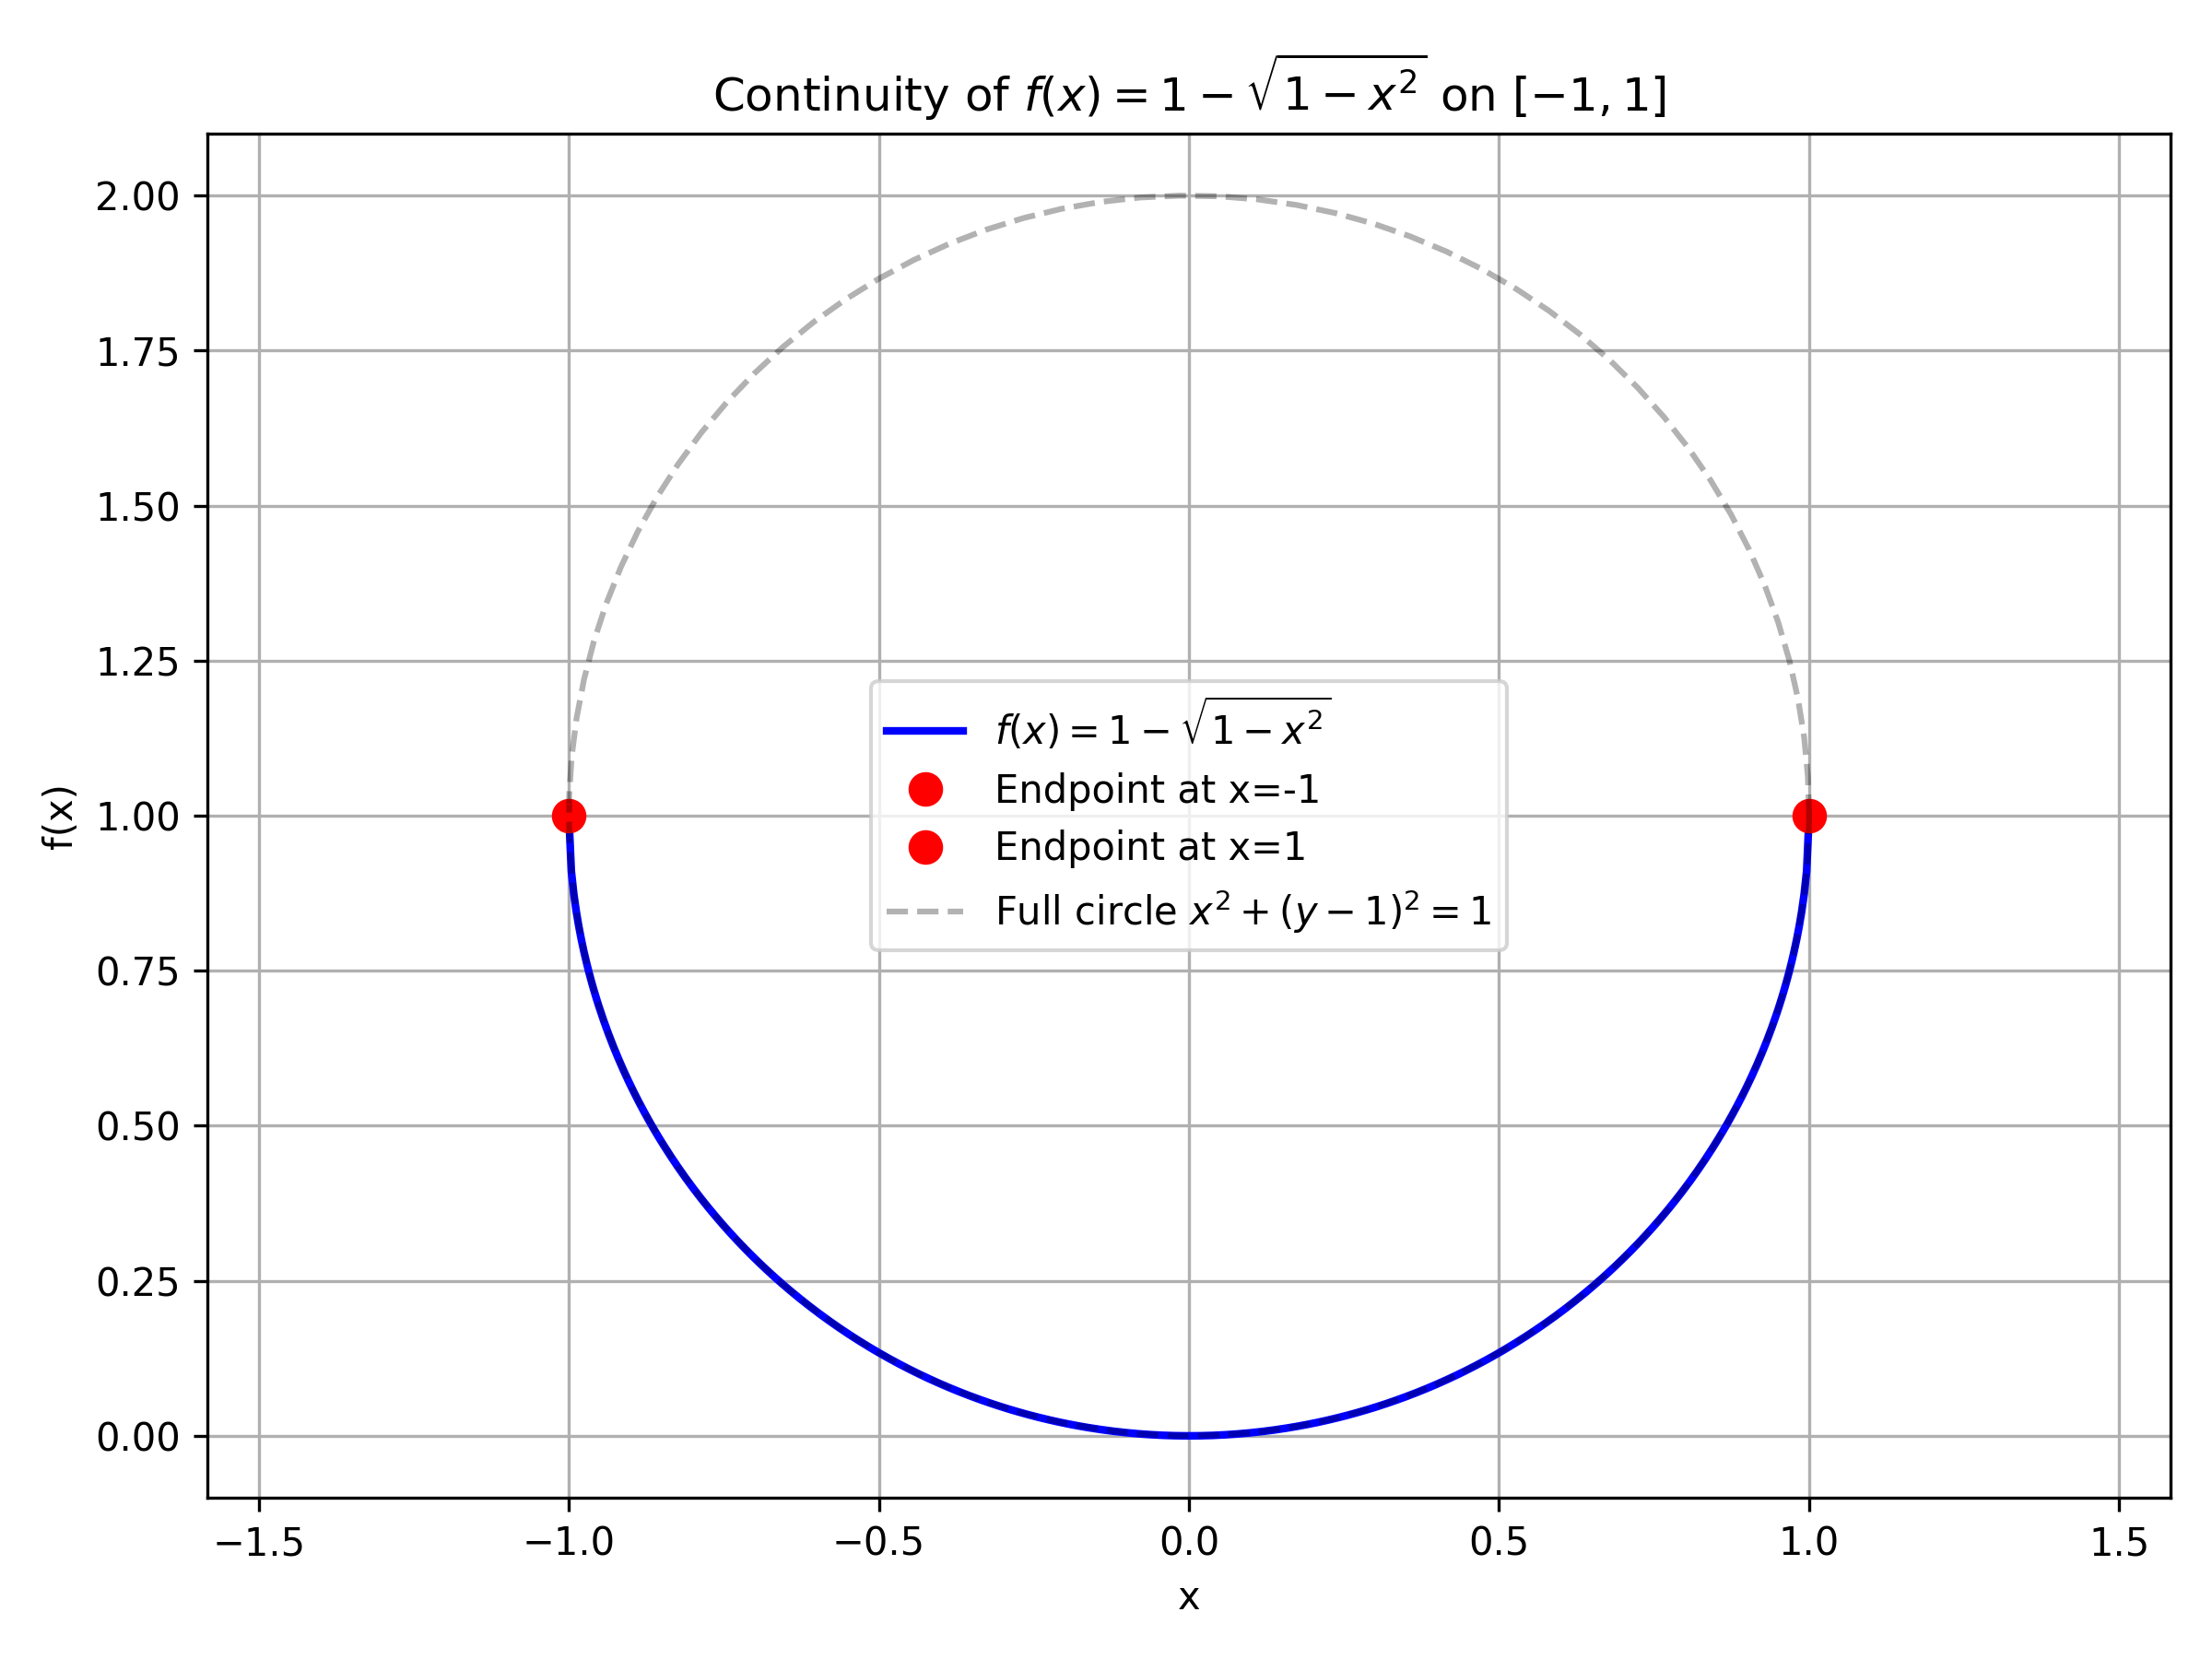 Continuity of f(x) = 1 − √(1 − x²) on [−1, 1]
f(x)
2.00
1.75
1.50
1.25
1.00
0.75
0.50
0.25
0.00
f(x) = 1 − √(1 − x²)
Endpoint at x=-1
Endpoint at x=1
Full circle x² + (y − 1)² = 1
−1.5 −1.0 −0.5 0.0 0.5 1.0 1.5
x